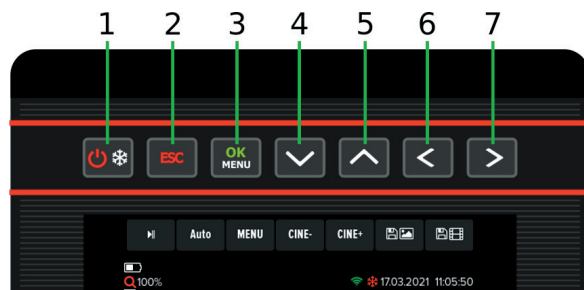 1 2 3 4 5 6 7
ESC OK
MENU
Auto MENU CINE- CINE+
100% 17.03.2021 11:05:50